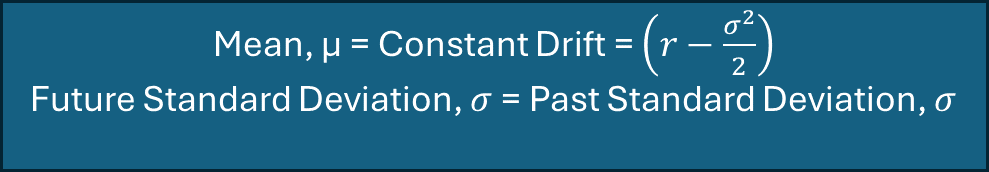 Mean, μ = Constant Drift = (r − σ²/2)
Future Standard Deviation, σ = Past Standard Deviation, σ